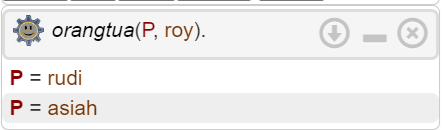 orangtua(P, roy).
P = rudi
P = asiah